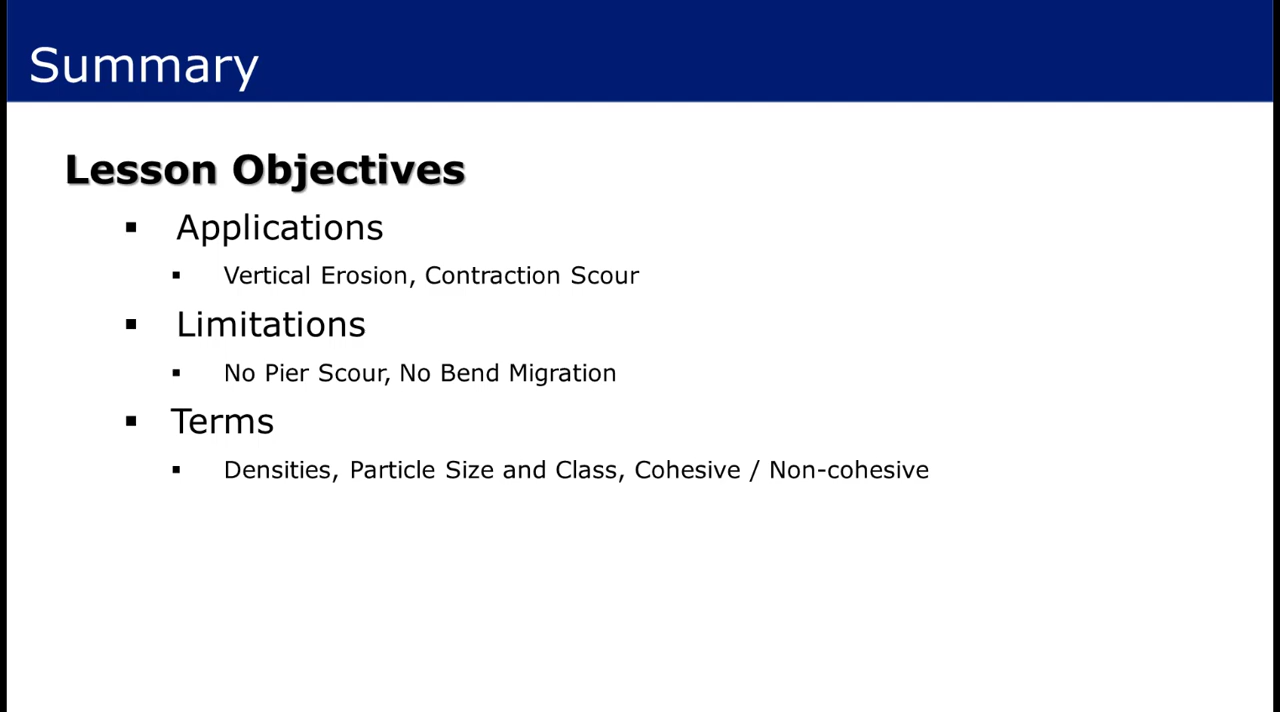 Summary
Lesson Objectives
▪ Applications
▪ Vertical Erosion, Contraction Scour
▪ Limitations
▪ No Pier Scour, No Bend Migration
▪ Terms
▪ Densities, Particle Size and Class, Cohesive / Non-cohesive